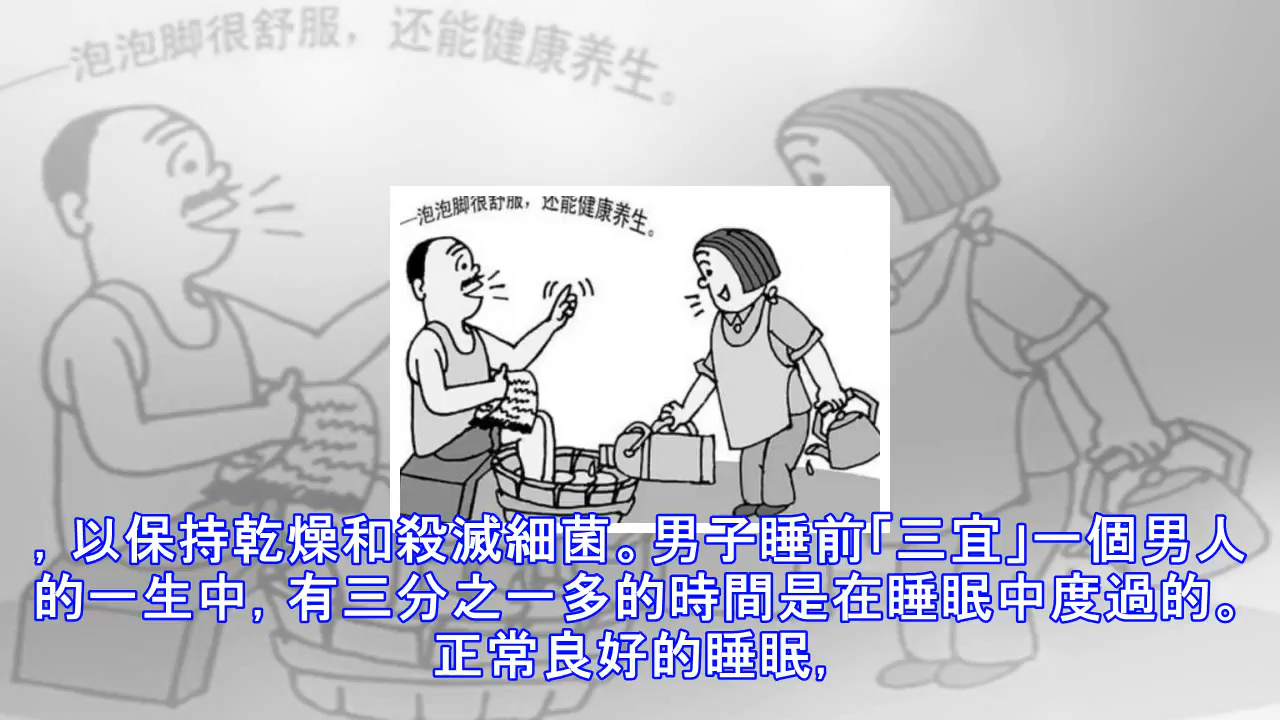 —泡泡脚很舒服，还能健康养生。
—泡泡脚很舒服，还能健康养生。
, 以保持乾燥和殺滅細菌。男子睡前「三宜」一個男人
的一生中, 有三分之一多的時間是在睡眠中度過的。
正常良好的睡眠,